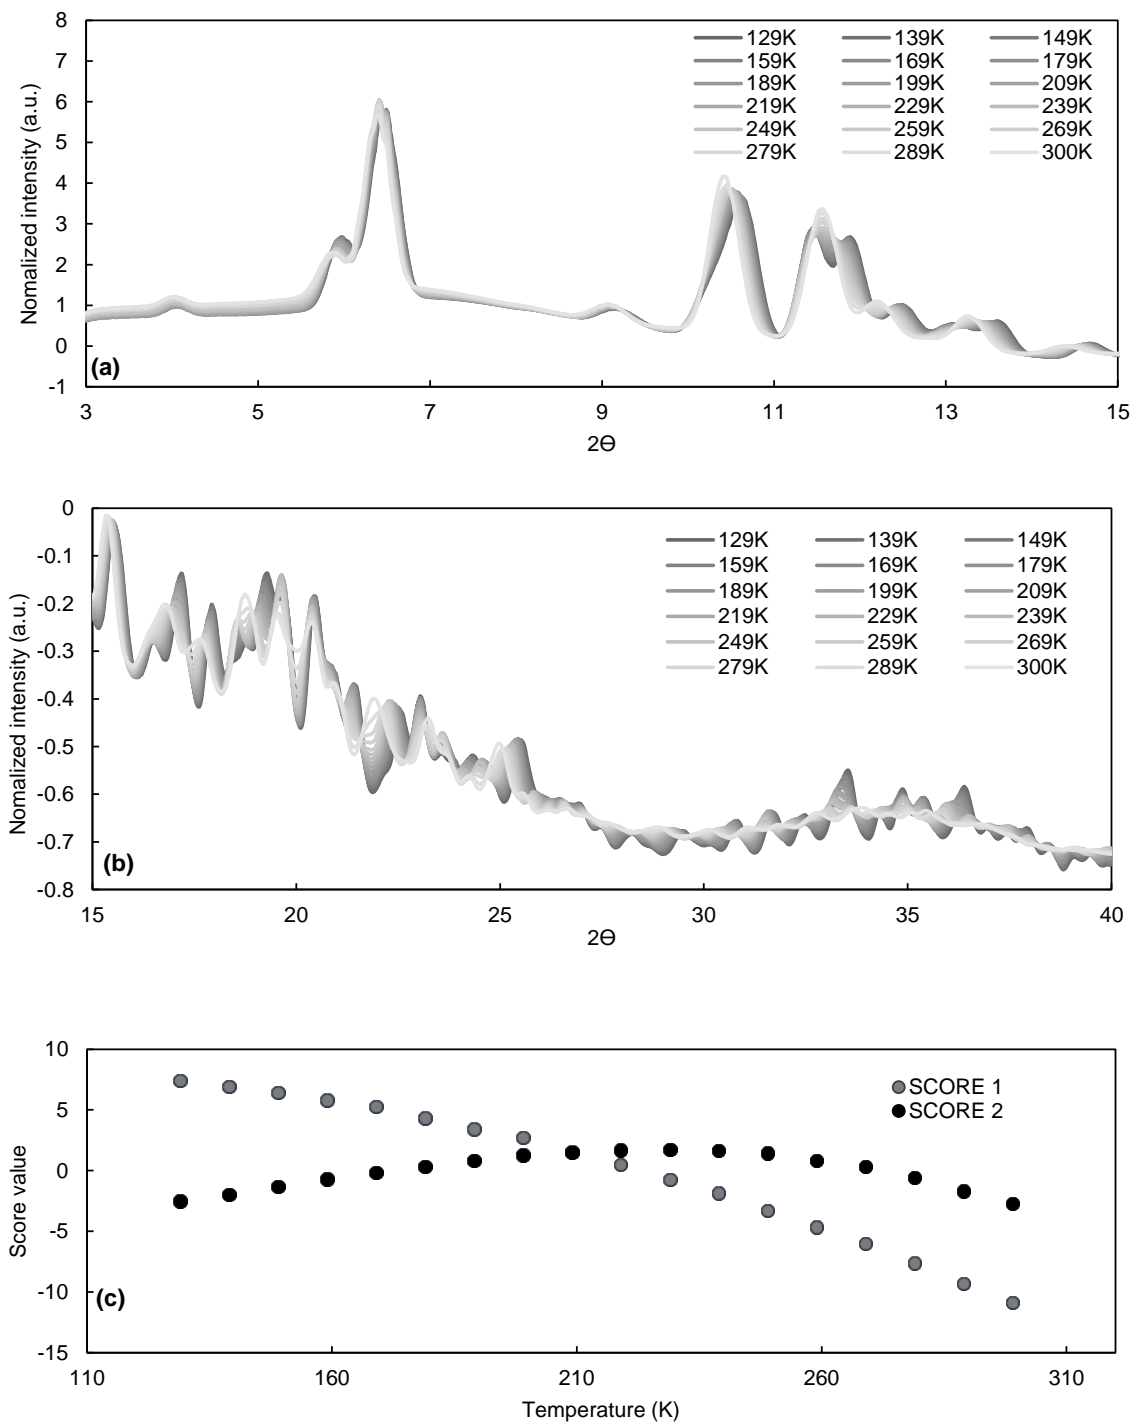 8
7
6
5
4
3
2
1
0
-1
Nomalized intensity (a.u.)
129K 139K 149K
159K 169K 179K
189K 199K 209K
219K 229K 239K
249K 259K 269K
279K 289K 300K
(a)
3 5 7 9 11 13 15
2ϴ
0
-0.1
-0.2
-0.3
-0.4
-0.5
-0.6
-0.7
-0.8
Nomalized intensity (a.u.)
129K 139K 149K
159K 169K 179K
189K 199K 209K
219K 229K 239K
249K 259K 269K
279K 289K 300K
(b)
15 20 25 30 35 40
2ϴ
10
5
0
-5
-10
-15
Score value
SCORE 1
SCORE 2
(c)
110 160 210 260 310
Temperature (K)